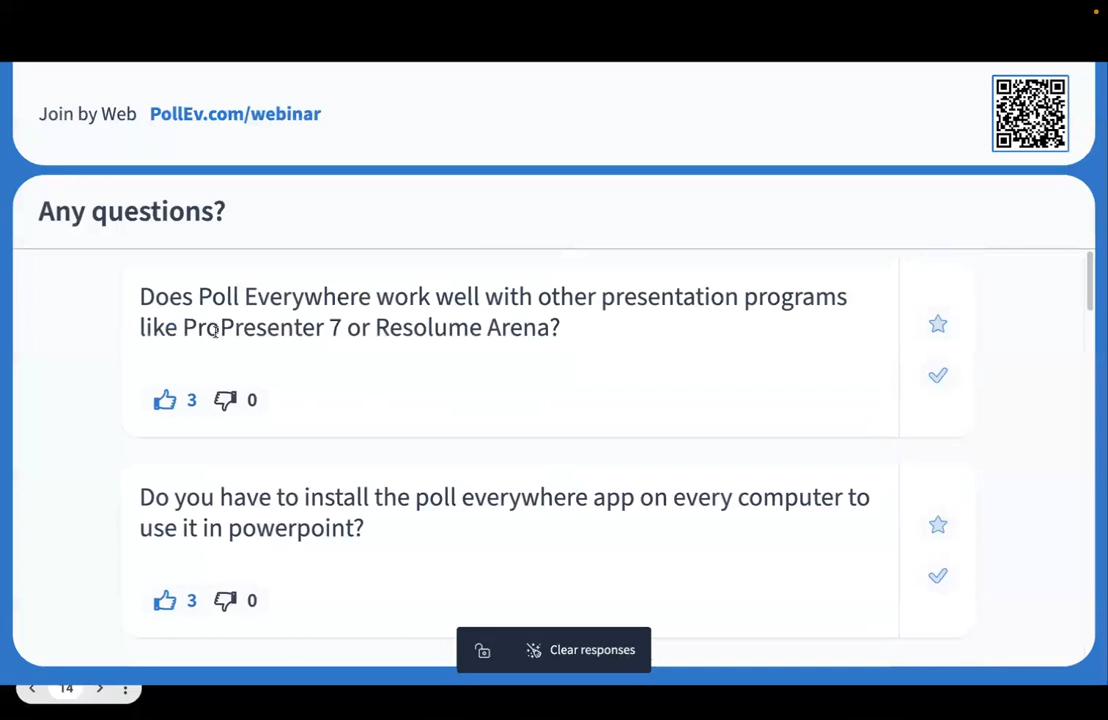 Join by Web PollEv.com/webinar
Any questions?
Does Poll Everywhere work well with other presentation programs
like ProPresenter 7 or Resolume Arena?
3 0
Do you have to install the poll everywhere app on every computer to
use it in powerpoint?
3 0
Clear responses
14